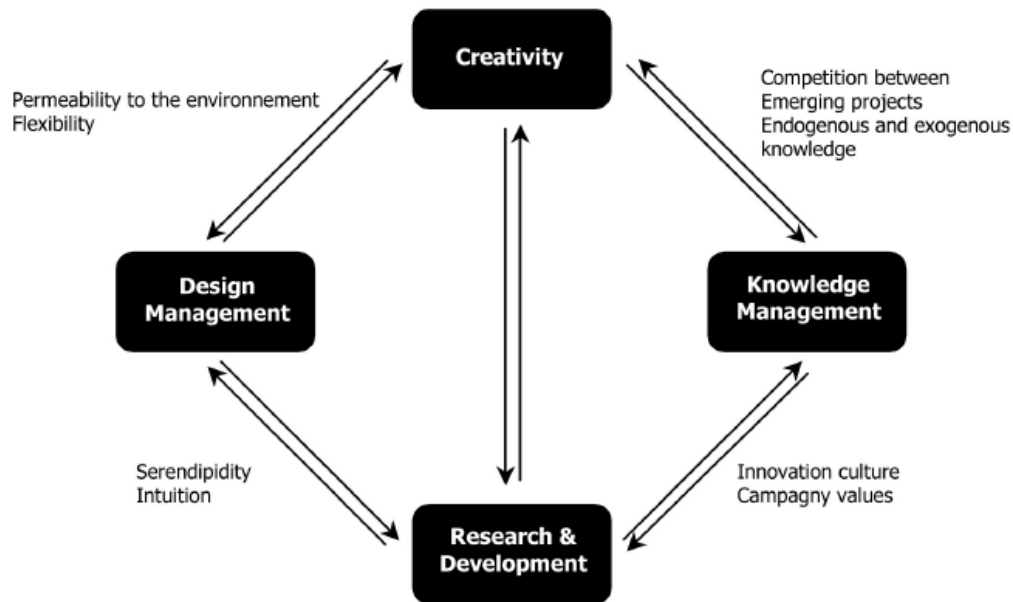 Creativity
Permeability to the environnement
Flexibility
Competition between
Emerging projects
Endogenous and exogenous
knowledge
Design
Management
Knowledge
Management
Serendipidity
Intuition
Innovation culture
Campagny values
Research &
Development